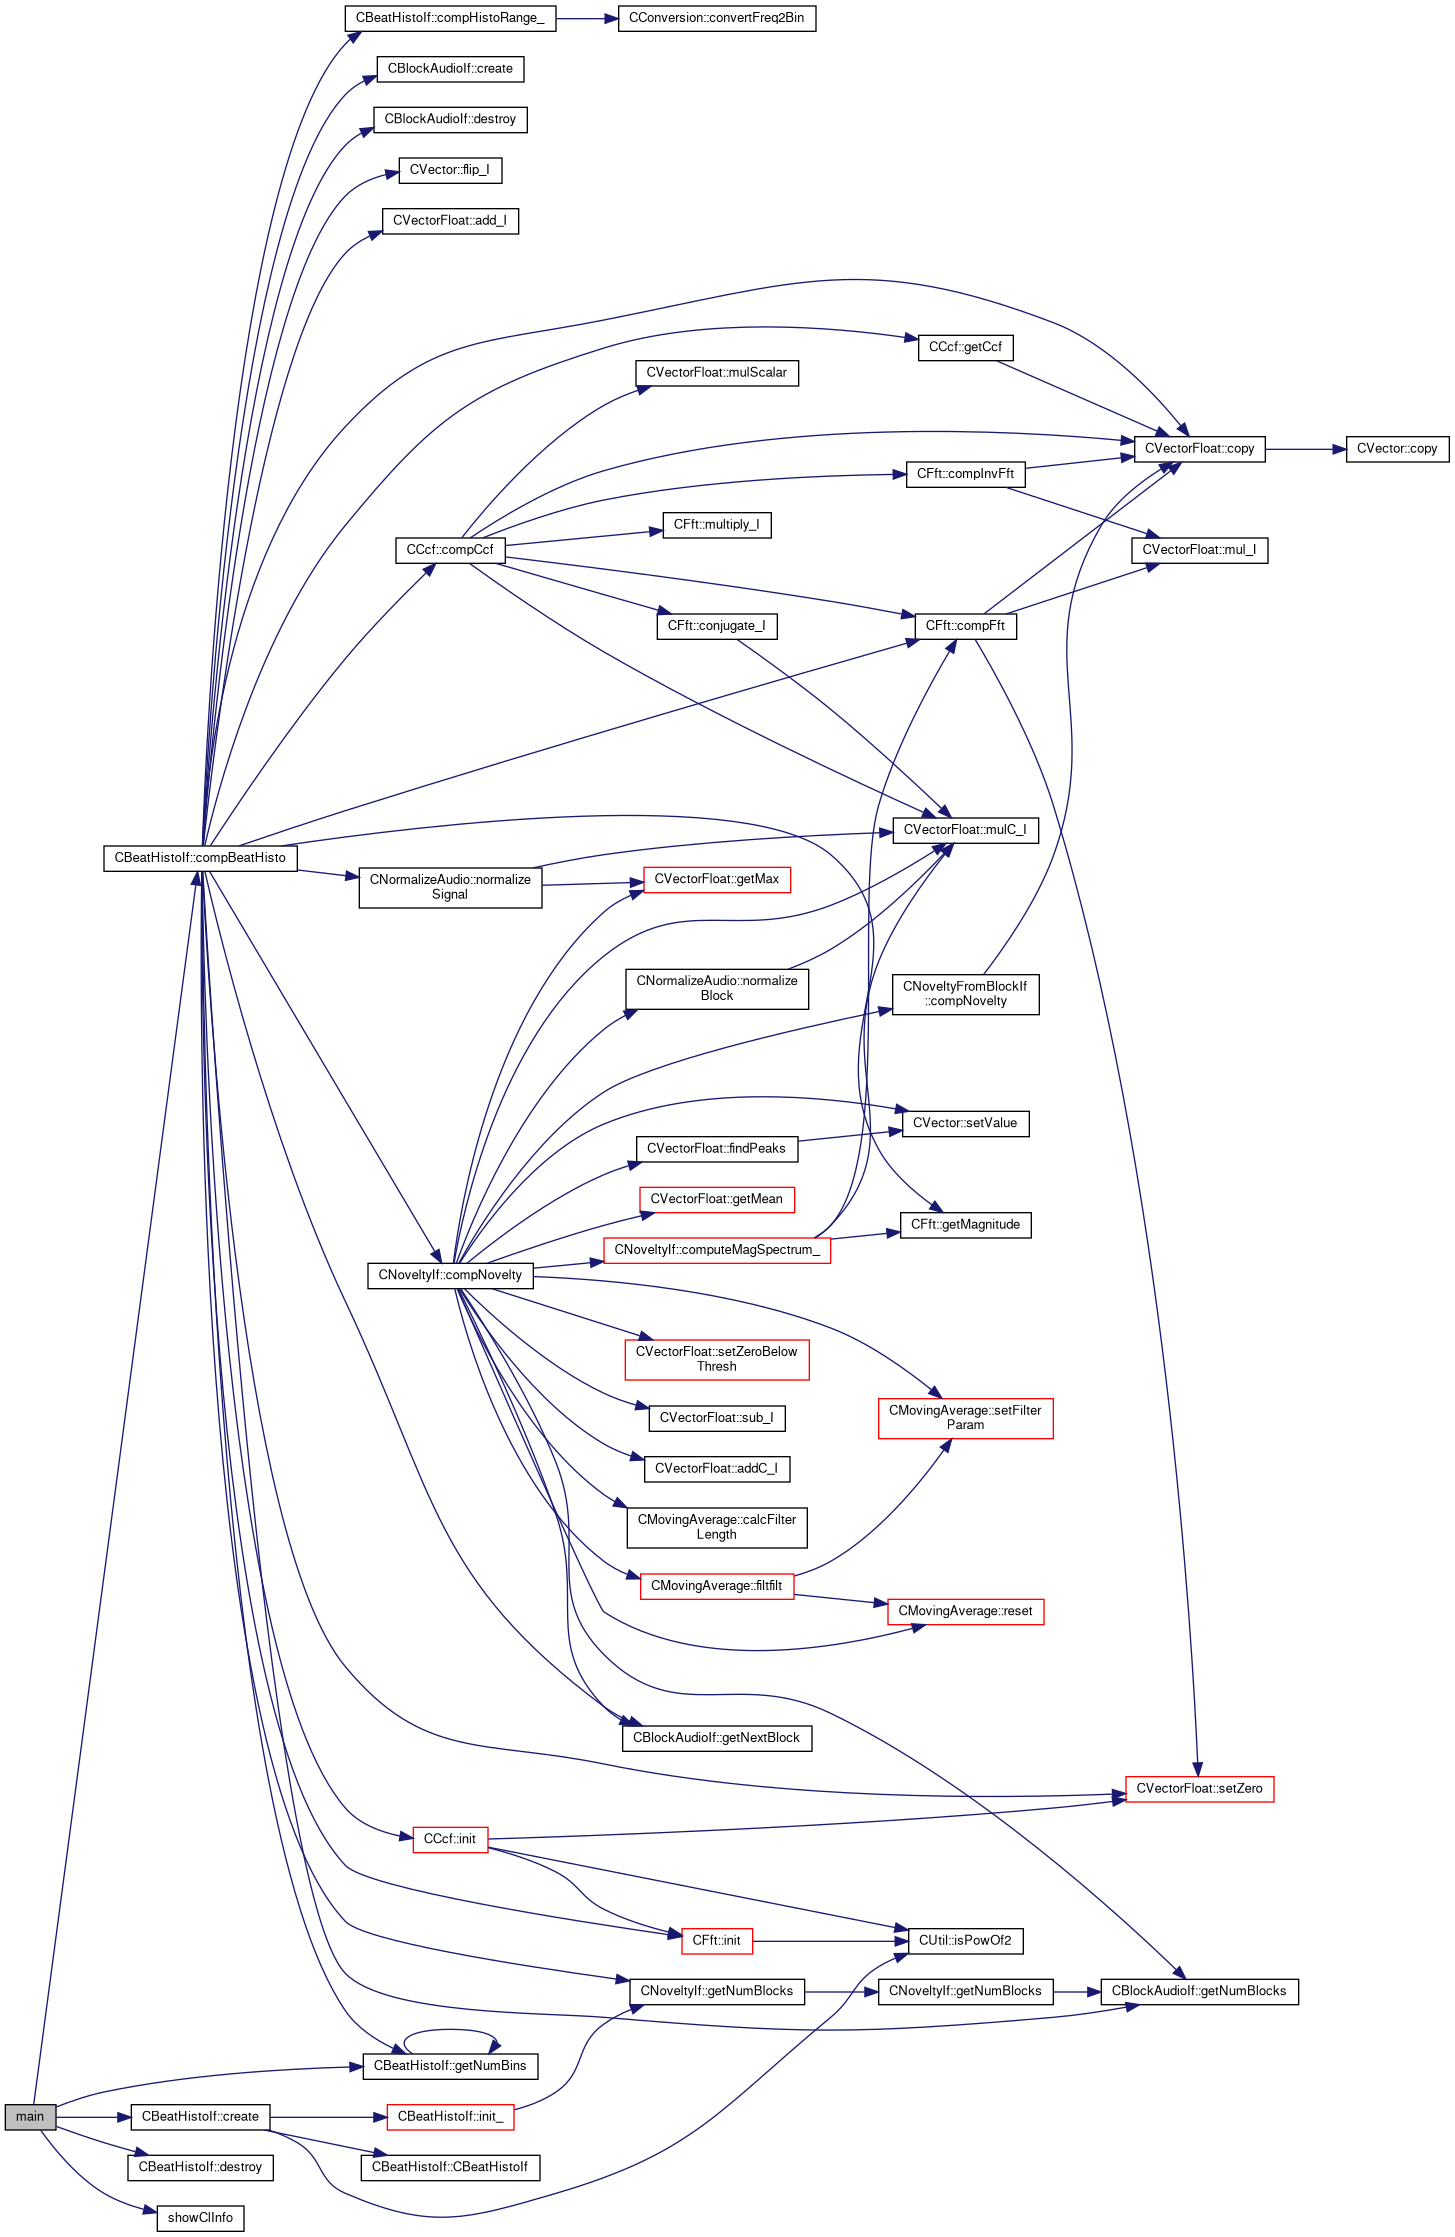 CBeatHistoIf::compHistoRange_
CConversion::convertFreq2Bin
CBlockAudioIf::create
CBlockAudioIf::destroy
CVector::flip_I
CVectorFloat::add_I
CCcf::getCcf
CVectorFloat::mulScalar
CVectorFloat::copy
CVector::copy
CFft::compInvFft
CFft::multiply_I
CCcf::compCcf
CVectorFloat::mul_I
CFft::conjugate_I
CFft::compFft
CVectorFloat::mulC_I
CBeatHistoIf::compBeatHisto
CNormalizeAudio::normalize
Signal
CVectorFloat::getMax
CNormalizeAudio::normalize
Block
CNoveltyFromBlockIf
::compNovelty
CVector::setValue
CVectorFloat::findPeaks
CVectorFloat::getMean
CFft::getMagnitude
CNoveltyIf::computeMagSpectrum_
CNoveltyIf::compNovelty
CVectorFloat::setZeroBelow
Thresh
CVectorFloat::sub_I
CMovingAverage::setFilter
Param
CVectorFloat::addC_I
CMovingAverage::calcFilter
Length
CMovingAverage::filtfilt
CMovingAverage::reset
CBlockAudioIf::getNextBlock
CVectorFloat::setZero
CCcf::init
CFft::init
CUtil::isPowOf2
CNoveltyIf::getNumBlocks
CNoveltyIf::getNumBlocks
CBlockAudioIf::getNumBlocks
CBeatHistoIf::getNumBins
main
CBeatHistoIf::create
CBeatHistoIf::init_
CBeatHistoIf::destroy
CBeatHistoIf::CBeatHistoIf
showClInfo